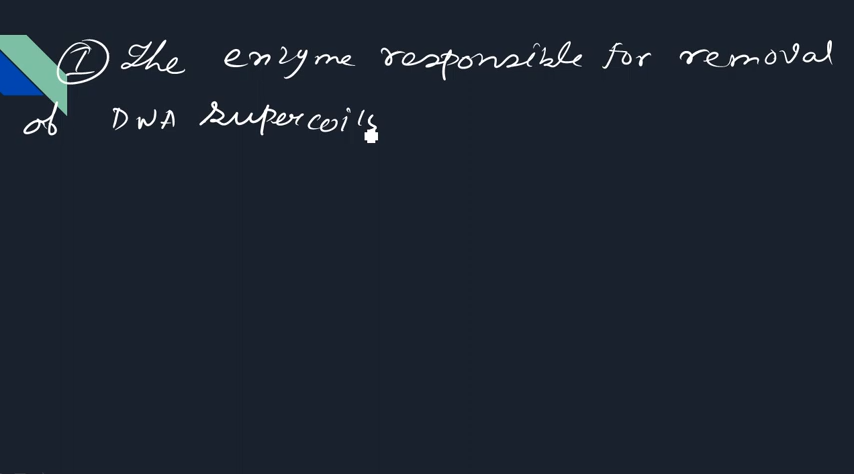 ① The enzyme responsible for removal
of DNA supercoils